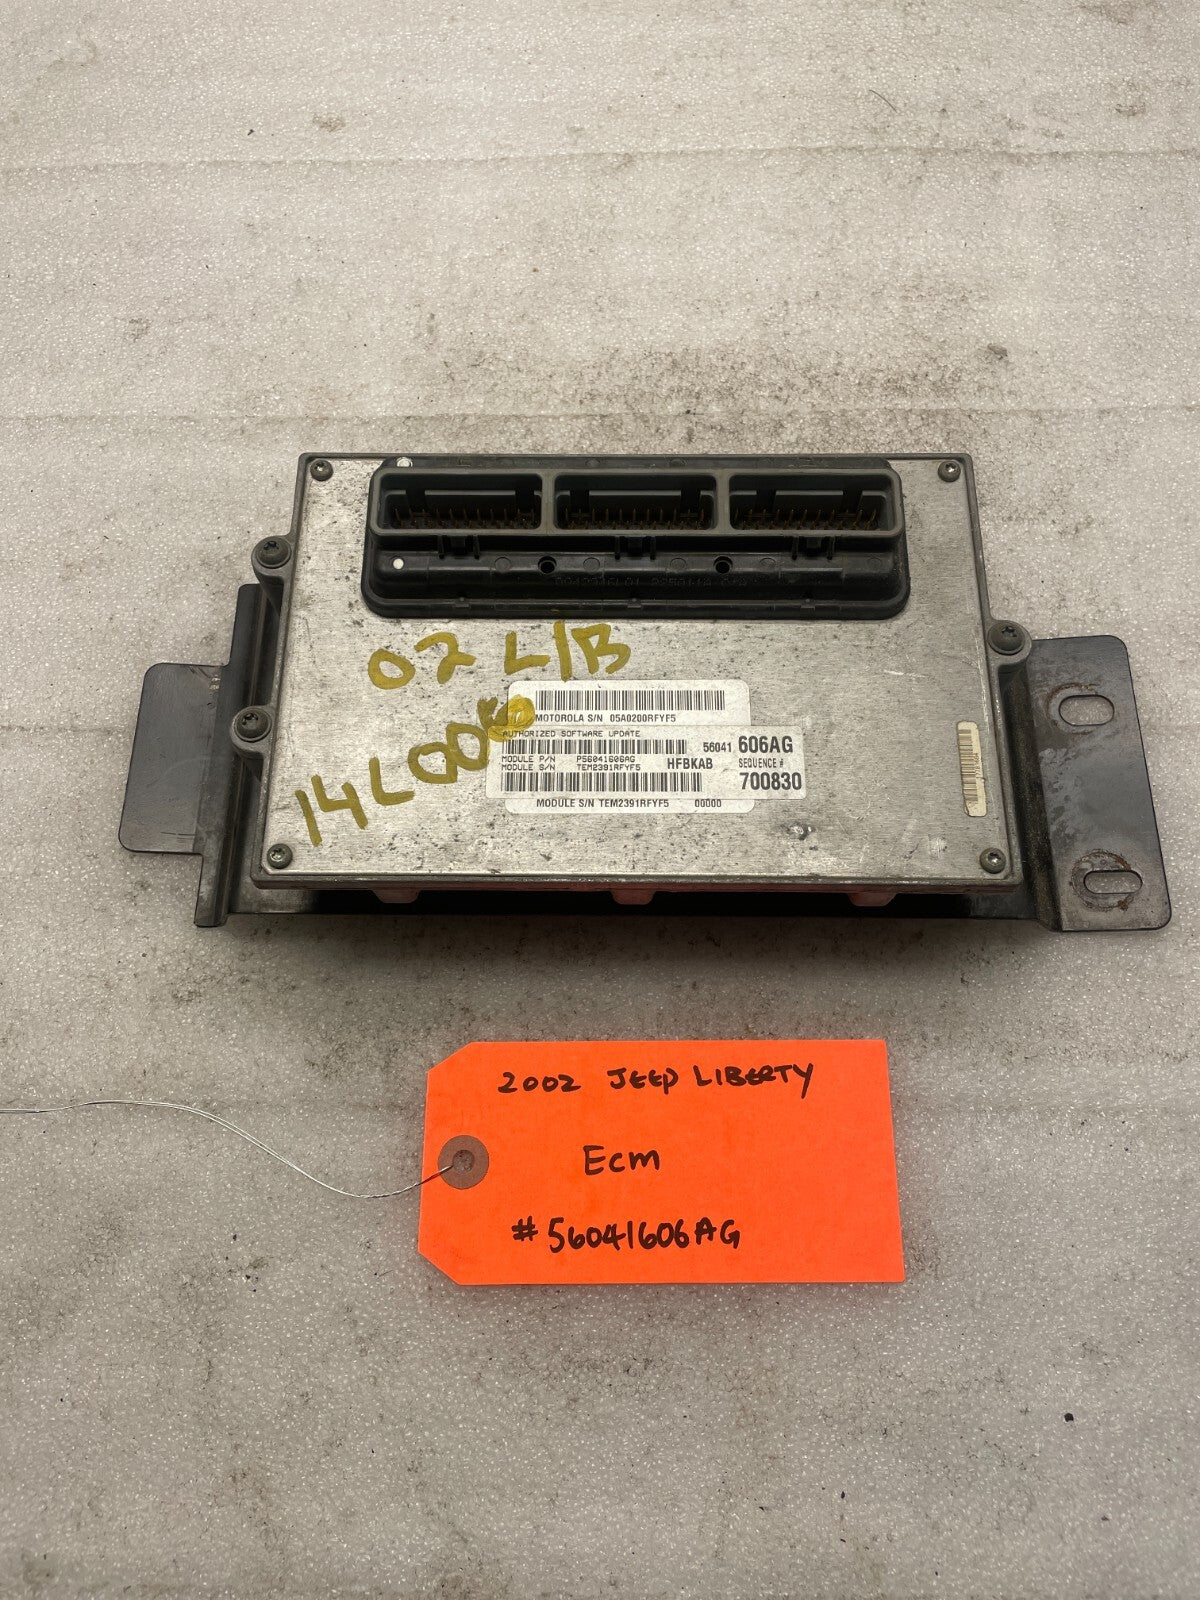 02 LIB
14L006
MOTOROLA S/N 05A0200RFYF5
AUTHORIZED SOFTWARE UPDATE
56041 606AG
MODULE P/N P56041606AG HFBKAB SEQUENCE #
MODULE S/N TEM2391RFYF5
700830
MODULE S/N TEM2391RFYF5 00000
2002 JEEP LIBERTY
Ecm
#56041606AG